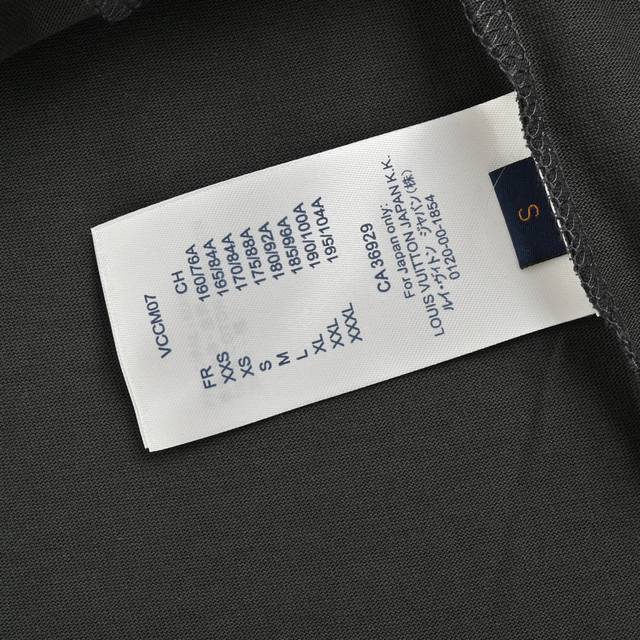 VCCM07
FR CH
XXS 160/76A
XS 165/84A
S 170/84A
M 175/88A
L 180/92A
XL 185/96A
XXL 190/100A
XXXL 195/104A
CA 36929
For Japan only:
LOUIS VUITTON JAPAN K.K.
ルイ・ヴィトン ジャパン(株)
0120-00-1854
S